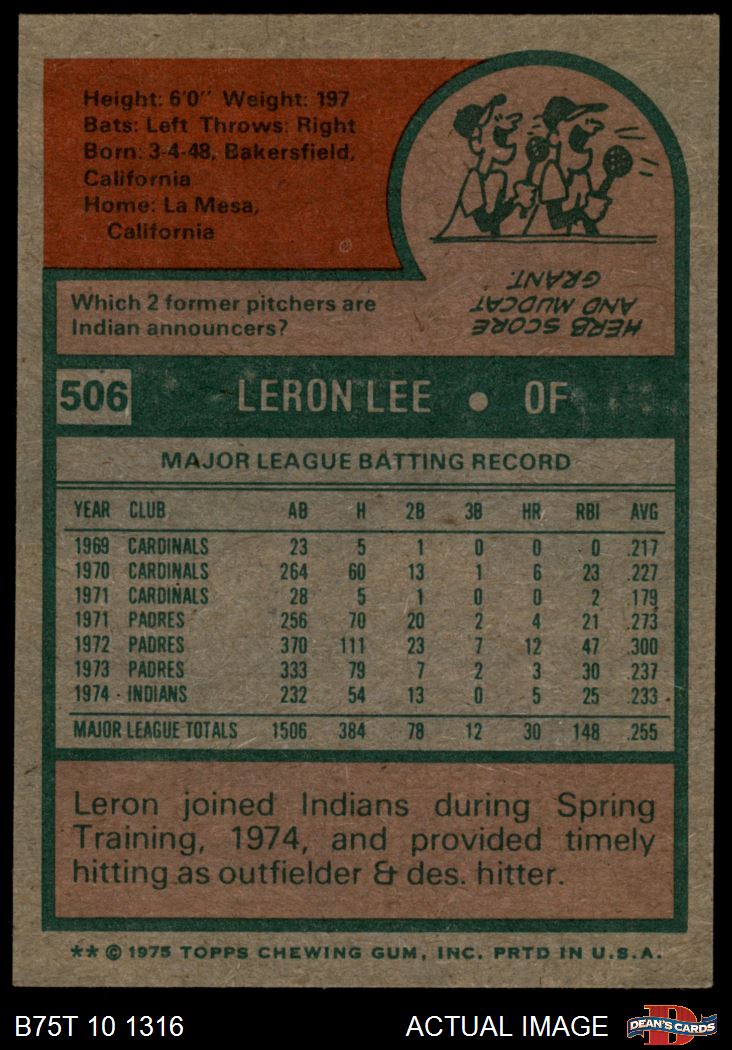 Height: 6'0" Weight: 197
Bats: Left Throws: Right
Born: 3-4-48, Bakersfield,
California
Home: La Mesa,
California
Which 2 former pitchers are
Indian announcers?
HERB SCORE
AND MUDCAT
GRANT.
506 LERON LEE • OF
MAJOR LEAGUE BATTING RECORD
YEAR CLUB AB H 2B 3B HR RBI AVG
1969 CARDINALS 23 5 1 0 0 0 .217
1970 CARDINALS 264 60 13 1 6 23 .227
1971 CARDINALS 28 5 1 0 0 2 .179
1971 PADRES 256 70 20 2 4 21 .273
1972 PADRES 370 111 23 7 12 47 .300
1973 PADRES 333 79 7 2 3 30 .237
1974 INDIANS 232 54 13 0 5 25 .233
MAJOR LEAGUE TOTALS 1506 384 78 12 30 148 .255
Leron joined Indians during Spring
Training, 1974, and provided timely
hitting as outfielder & des. hitter.
** © 1975 TOPPS CHEWING GUM, INC. PRTD IN U.S.A.
B75T 10 1316 ACTUAL IMAGE DEAN'S CARDS